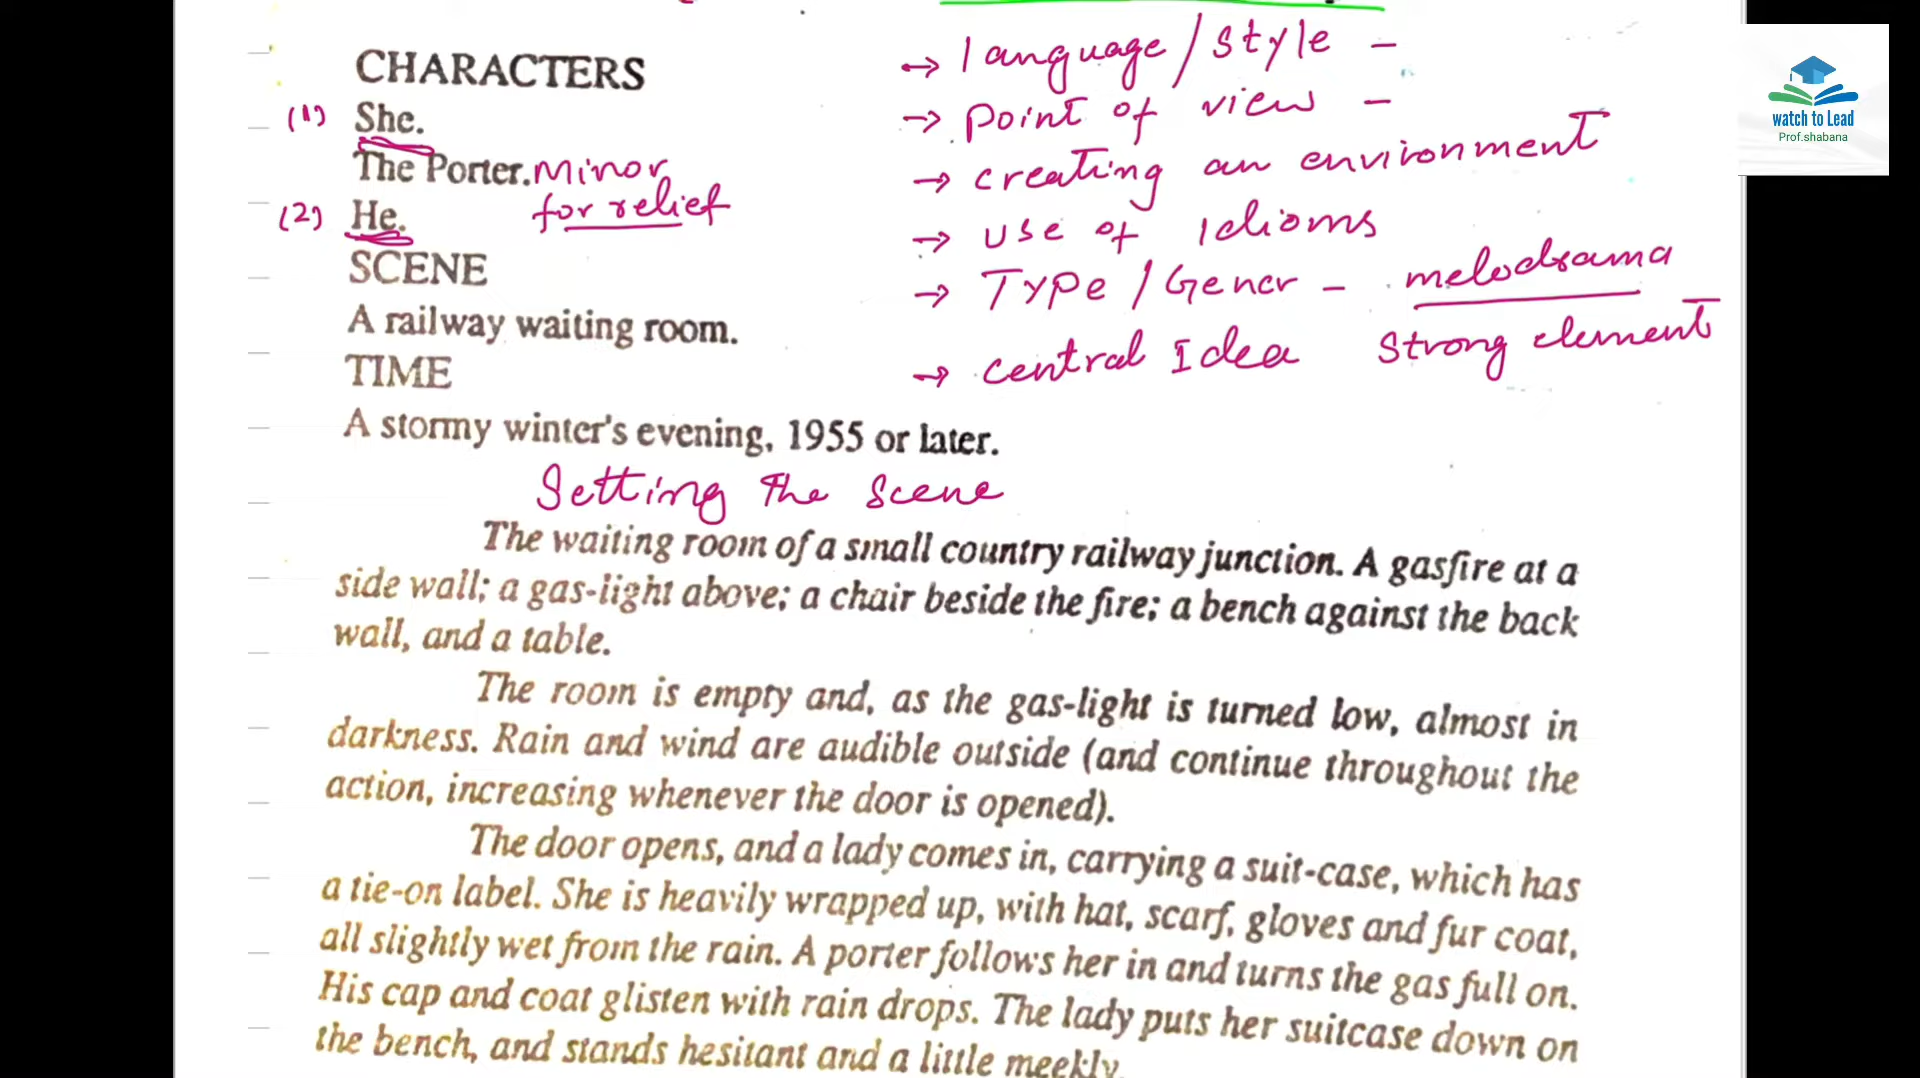 CHARACTERS
(1) She.
The Porter. Minor
for relief
(2) He.
SCENE
A railway waiting room.
TIME
A stormy winter's evening, 1955 or later.
→ language / style –
→ point of view –
→ creating an environment
→ use of Idioms
→ Type / Gener – melodrama
strong element
→ central Idea
watch to Lead
Prof.shabana
Setting The Scene
The waiting room of a small country railway junction. A gasfire at a
side wall; a gas-light above; a chair beside the fire; a bench against the back
wall, and a table.
The room is empty and, as the gas-light is turned low, almost in
darkness. Rain and wind are audible outside (and continue throughout the
action, increasing whenever the door is opened).
The door opens, and a lady comes in, carrying a suit-case, which has
a tie-on label. She is heavily wrapped up, with hat, scarf, gloves and fur coat,
all slightly wet from the rain. A porter follows her in and turns the gas full on.
His cap and coat glisten with rain drops. The lady puts her suitcase down on
the bench, and stands hesitant and a little meekly.